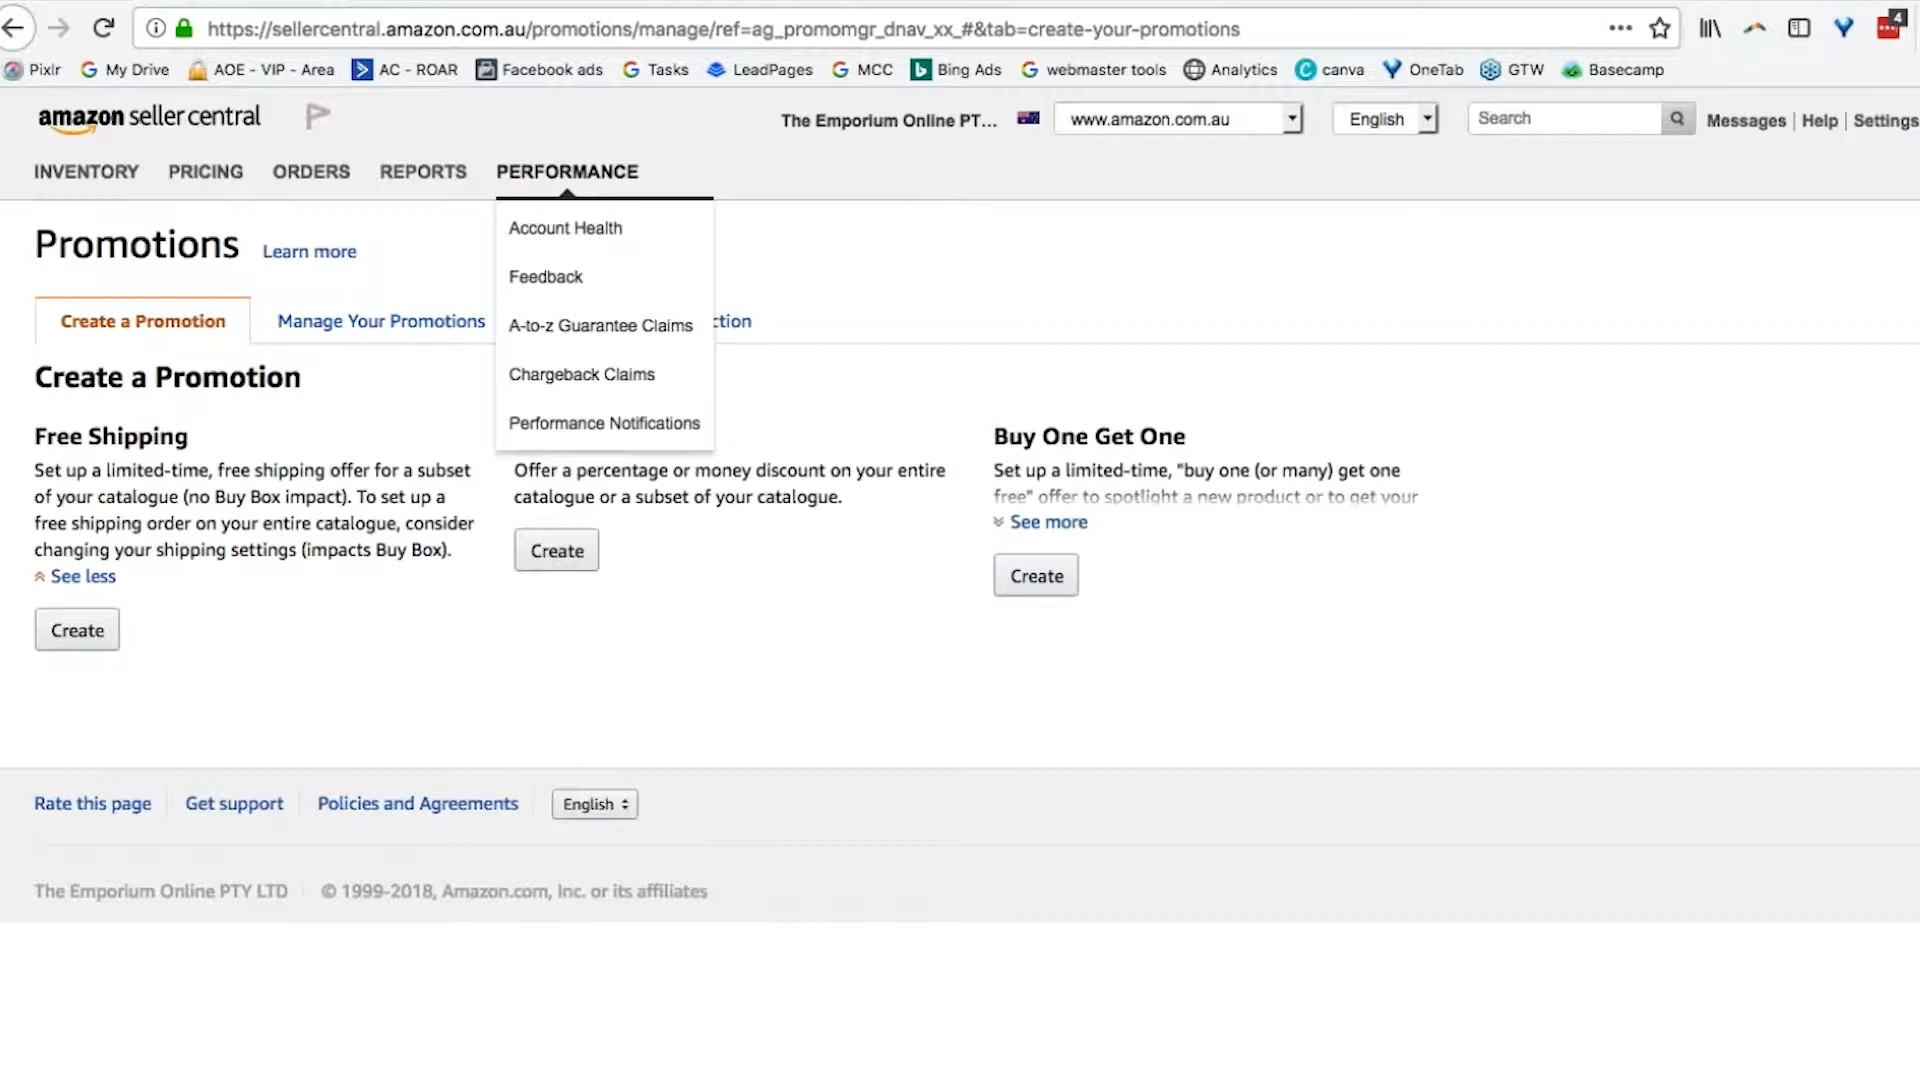 https://sellercentral.amazon.com.au/promotions/manage/ref=ag_promomgr_dnav_xx_#&tab=create-your-promotions
4
Pixlr My Drive AOE - VIP - Area AC - ROAR Facebook ads Tasks LeadPages MCC Bing Ads webmaster tools Analytics canva OneTab GTW Basecamp
amazon seller central The Emporium Online PT... www.amazon.com.au English Search Messages | Help | Settings
INVENTORY PRICING ORDERS REPORTS PERFORMANCE
Account Health
Feedback
A-to-z Guarantee Claims
Chargeback Claims
Performance Notifications
Promotions Learn more
Create a Promotion Manage Your Promotions ction
Create a Promotion
Free Shipping
Set up a limited-time, free shipping offer for a subset
of your catalogue (no Buy Box impact). To set up a
free shipping order on your entire catalogue, consider
changing your shipping settings (impacts Buy Box).
See less
Create
Offer a percentage or money discount on your entire
catalogue or a subset of your catalogue.
Create
Buy One Get One
Set up a limited-time, "buy one (or many) get one
free" offer to spotlight a new product or to get your
See more
Create
Rate this page Get support Policies and Agreements English
The Emporium Online PTY LTD © 1999-2018, Amazon.com, Inc. or its affiliates